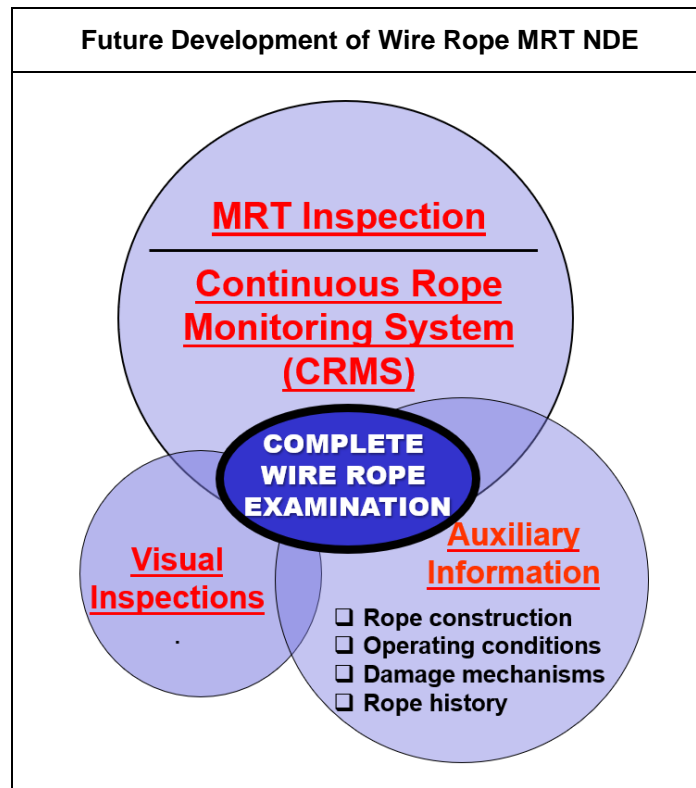 Future Development of Wire Rope MRT NDE
MRT Inspection
Continuous Rope
Monitoring System
(CRMS)
COMPLETE
WIRE ROPE
EXAMINATION
Visual
Inspections
.
Auxiliary
Information
❑ Rope construction
❑ Operating conditions
❑ Damage mechanisms
❑ Rope history